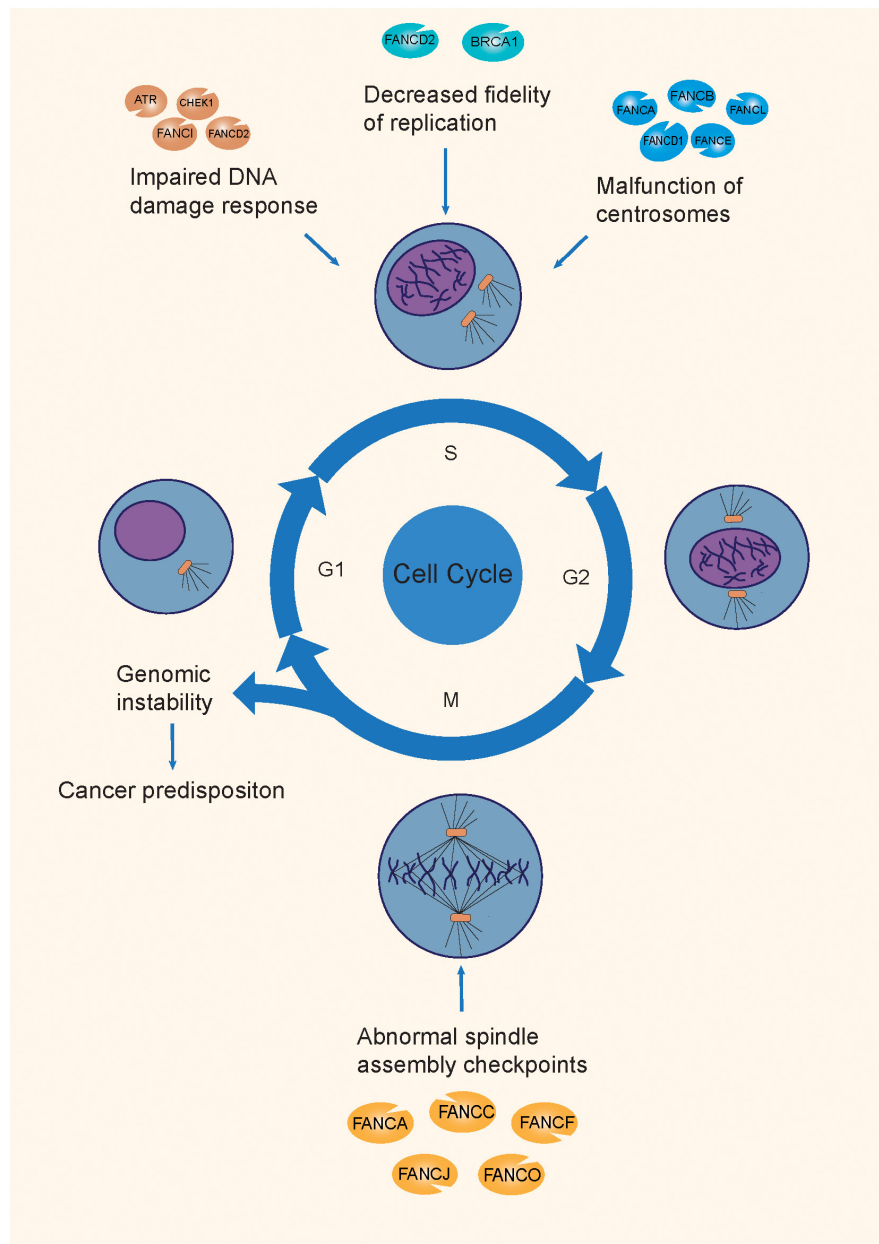 FANCD2
BRCA1
Decreased fidelity
of replication
ATR
CHEK1
FANCI
FANCD2
Impaired DNA
damage response
FANCA
FANCB
FANCL
FANCD1
FANCE
Malfunction of
centrosomes
S
G1
Cell Cycle
G2
M
Genomic
instability
Cancer predispositon
Abnormal spindle
assembly checkpoints
FANCA
FANCC
FANCF
FANCJ
FANCO